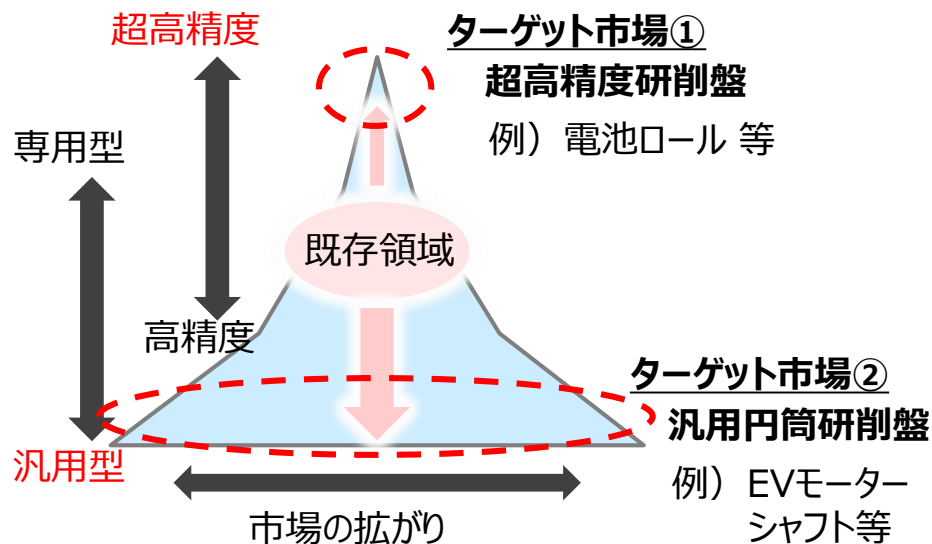 超高精度
ターゲット市場①
超高精度研削盤
例）電池ロール 等
専用型
既存領域
高精度
ターゲット市場②
汎用円筒研削盤
汎用型
例）EVモーター
シャフト等
市場の拡がり